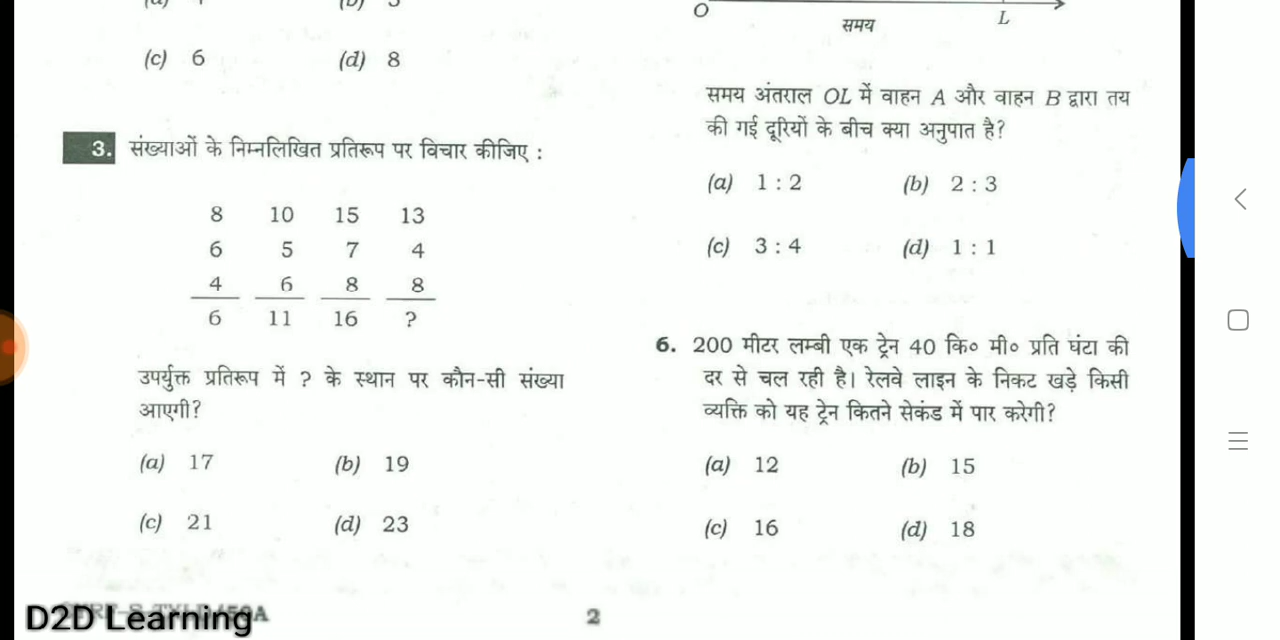 (c) 6 (d) 8
3. संख्याओं के निम्नलिखित प्रतिरूप पर विचार कीजिए :
8 10 15 13
6 5 7 4
4 6 8 8
6 11 16 ?
उपर्युक्त प्रतिरूप में ? के स्थान पर कौन-सी संख्या
आएगी?
(a) 17 (b) 19
(c) 21 (d) 23
O
L
समय
समय अंतराल OL में वाहन A और वाहन B द्वारा तय
की गई दूरियों के बीच क्या अनुपात है?
(a) 1 : 2 (b) 2 : 3
(c) 3 : 4 (d) 1 : 1
6. 200 मीटर लम्बी एक ट्रेन 40 कि० मी० प्रति घंटा की
दर से चल रही है। रेलवे लाइन के निकट खड़े किसी
व्यक्ति को यह ट्रेन कितने सेकंड में पार करेगी?
(a) 12 (b) 15
(c) 16 (d) 18
D2D Learning
2